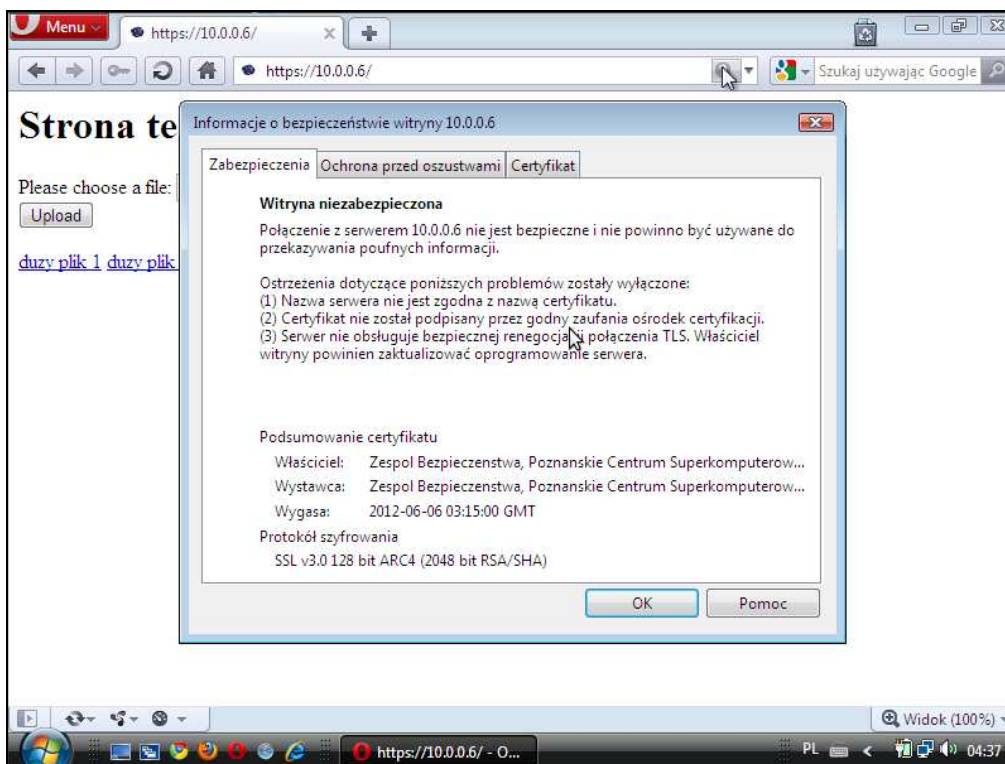 Menu
https://10.0.0.6/
https://10.0.0.6/
Szukaj używając Google
Strona te
Informacje o bezpieczeństwie witryny 10.0.0.6
Zabezpieczenia Ochrona przed oszustwami Certyfikat
Please choose a file:
Upload
duzy plik 1 duzy plik
Witryna niezabezpieczona
Połączenie z serwerem 10.0.0.6 nie jest bezpieczne i nie powinno być używane do
przekazywania poufnych informacji.
Ostrzeżenia dotyczące poniższych problemów zostały wyłączone:
(1) Nazwa serwera nie jest zgodna z nazwą certyfikatu.
(2) Certyfikat nie został podpisany przez godny zaufania ośrodek certyfikacji.
(3) Serwer nie obsługuje bezpiecznej renegocjacji połączenia TLS. Właściciel
witryny powinien zaktualizować oprogramowanie serwera.
Podsumowanie certyfikatu
Właściciel: Zespol Bezpieczenstwa, Poznanskie Centrum Superkomputerow...
Wystawca: Zespol Bezpieczenstwa, Poznanskie Centrum Superkomputerow...
Wygasa: 2012-06-06 03:15:00 GMT
Protokół szyfrowania
SSL v3.0 128 bit ARC4 (2048 bit RSA/SHA)
OK Pomoc
Widok (100%)
https://10.0.0.6/ - O...
PL
04:37